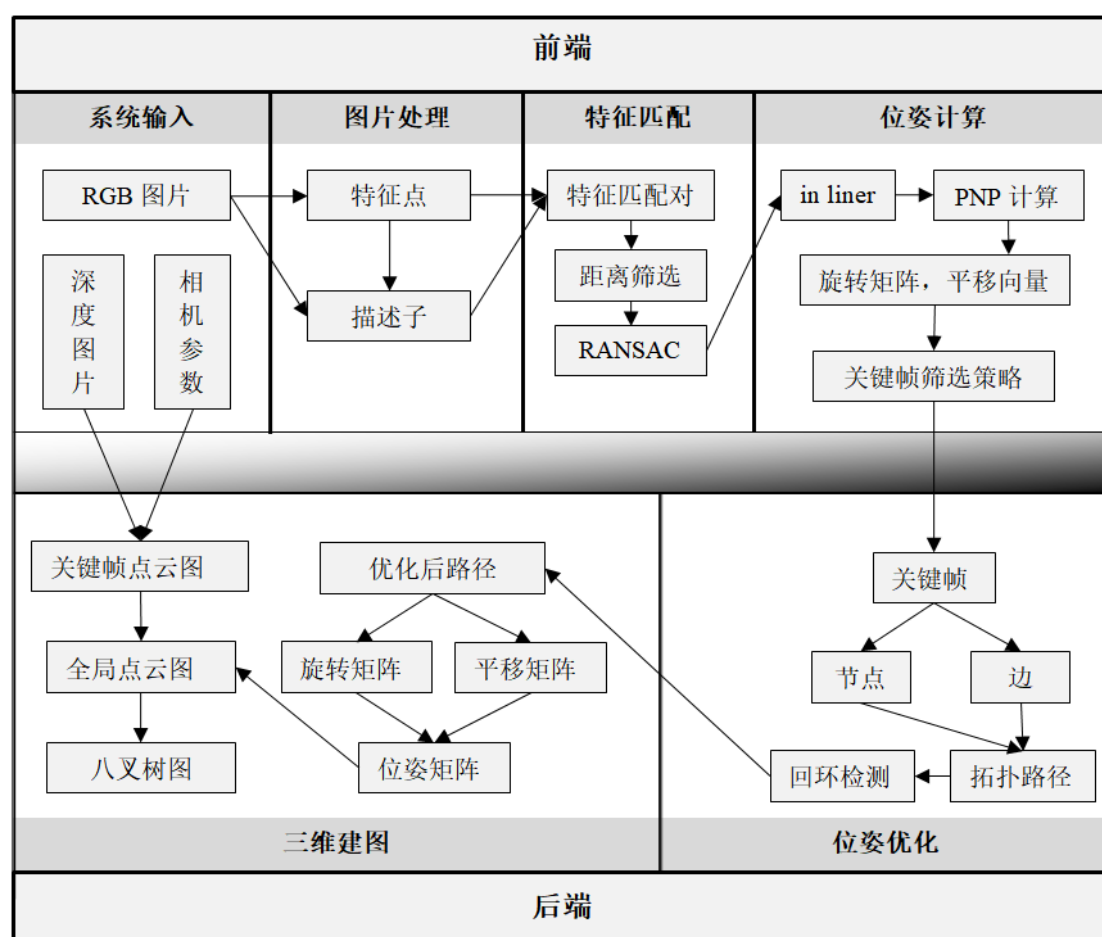 前端
系统输入
图片处理
特征匹配
位姿计算
RGB 图片
特征点
特征匹配对
in liner
PNP 计算
深度图片
相机参数
描述子
距离筛选
RANSAC
旋转矩阵，平移向量
关键帧筛选策略
关键帧点云图
优化后路径
关键帧
全局点云图
旋转矩阵
平移矩阵
节点
边
八叉树图
位姿矩阵
回环检测
拓扑路径
三维建图
位姿优化
后端